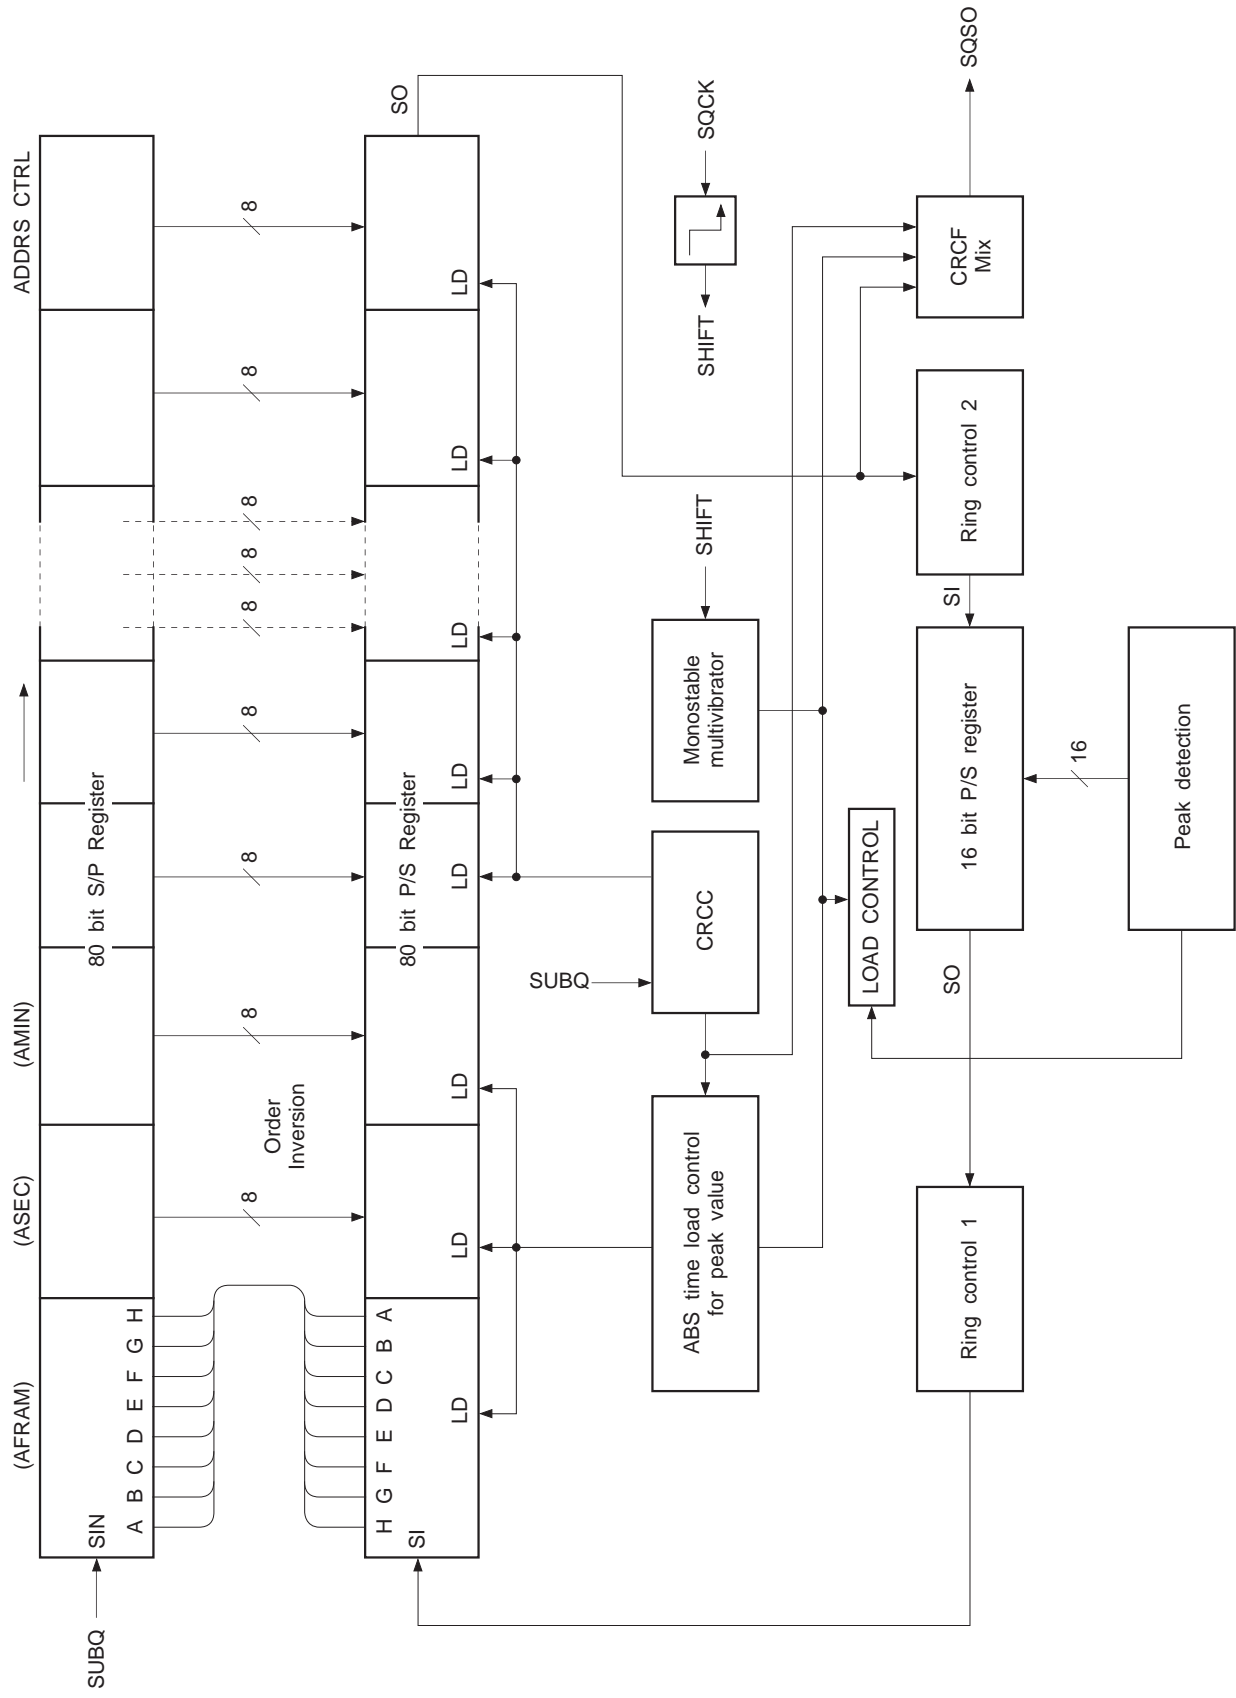 (AFRAM)
(ASEC)
(AMIN)
ADDRS CTRL
SUBQ
SIN
80 bit S/P Register
A B C D E F G H
8
8
8
8
8
8
8
8
8
Order
Inversion
H G F E D C B A
SI
80 bit P/S Register
LD
LD
LD
LD
LD
LD
LD
LD
SO
SUBQ
ABS time load control
for peak value
CRCC
Monostable
multivibrator
SHIFT
SHIFT
SQCK
LOAD CONTROL
Ring control 1
SO
16 bit P/S register
SI
Ring control 2
CRCF
Mix
SQSO
16
Peak detection